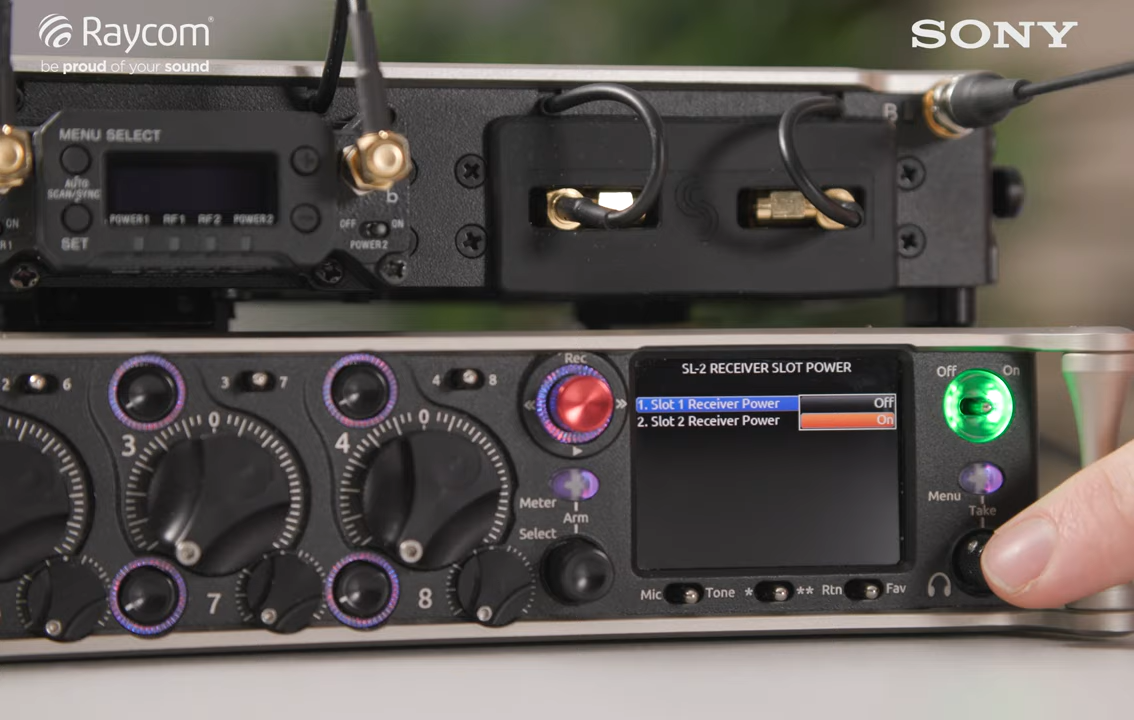 Raycom®
be proud of your sound
SONY
MENU SELECT
AUTO
SCAN/SYNC
SET
POWER1 RF1 RF2 POWER2
b
OFF ON
POWER2
ON
R1
B
2 6
3 7
4 8
Rec
3
0
4
0
7
8
Meter
Arm
Select
SL-2 RECEIVER SLOT POWER
1. Slot 1 Receiver Power Off
2. Slot 2 Receiver Power On
Off On
Menu
Take
Mic Tone * ** Rtn Fav